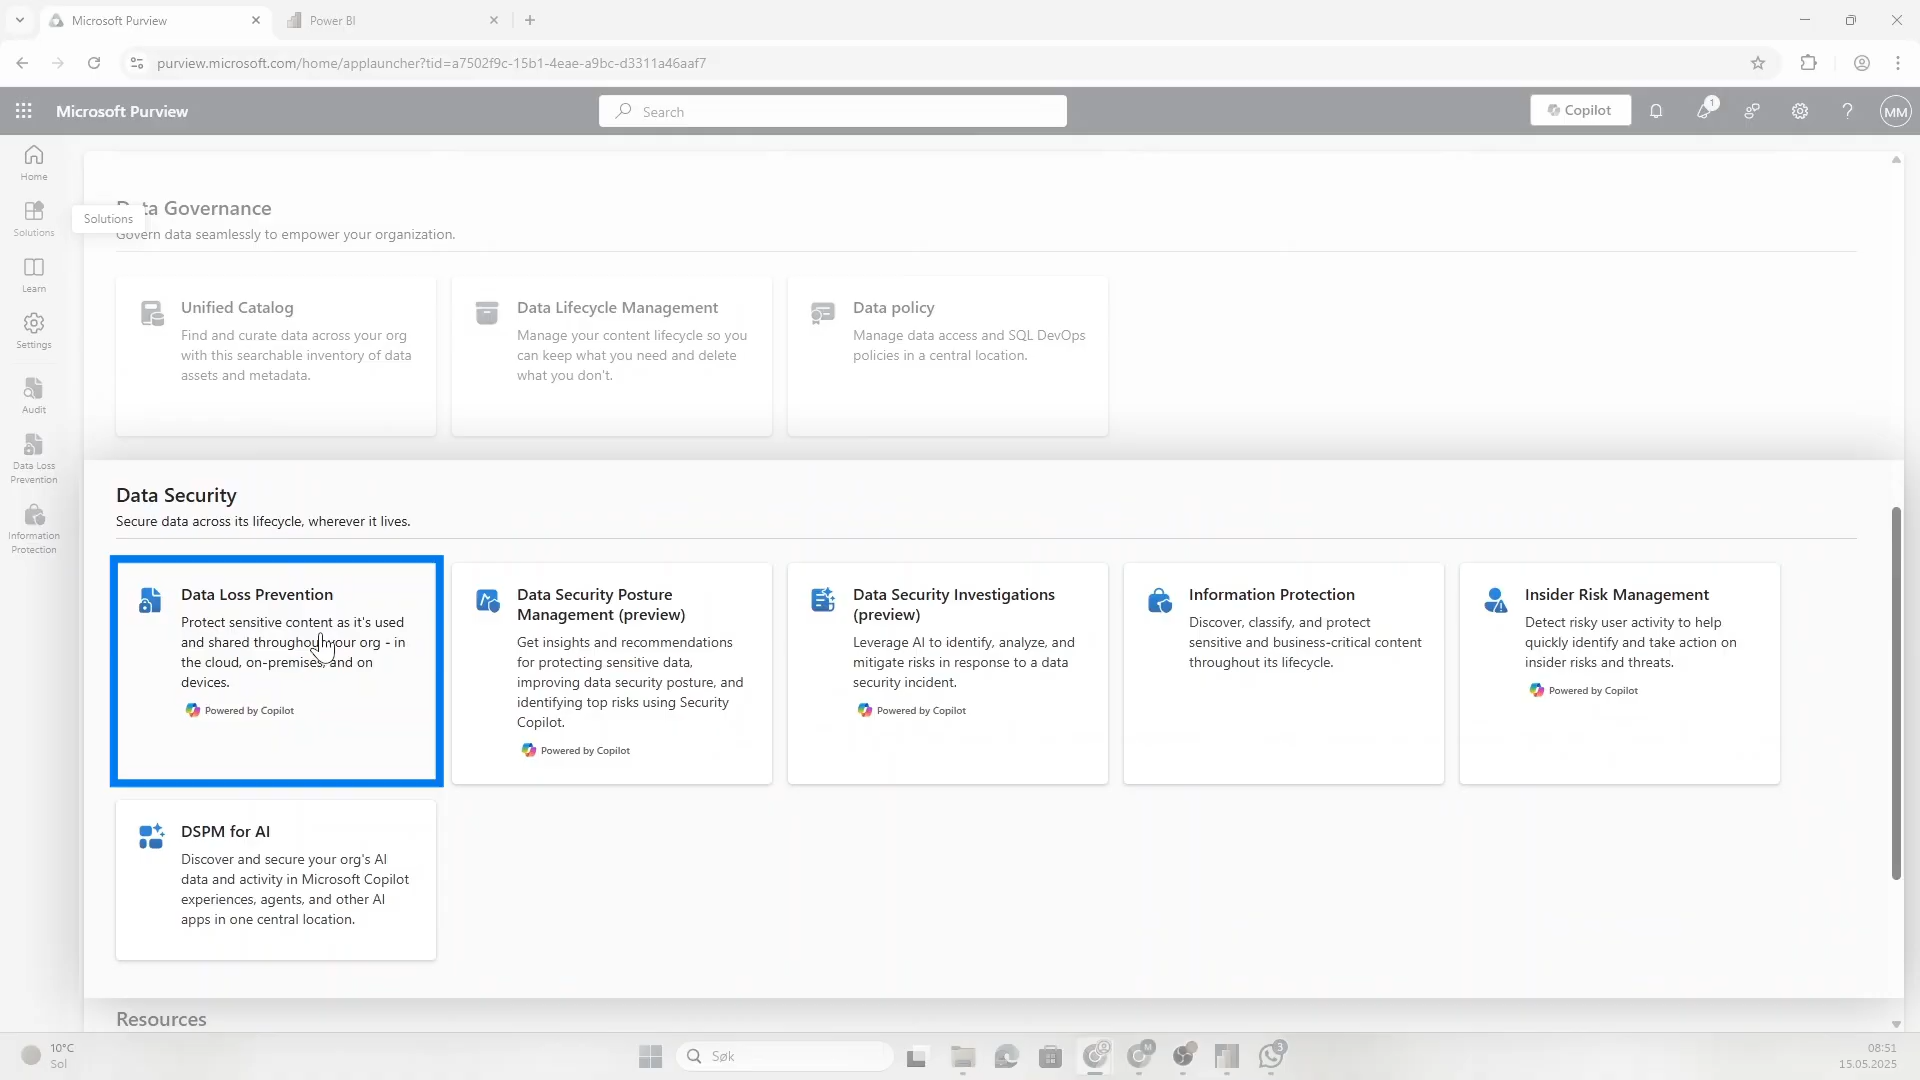 Microsoft Purview
Power BI
purview.microsoft.com/home/applauncher?tid=a7502f9c-15b1-4eae-a9bc-d3311a46aaf7
Microsoft Purview
Search
Copilot
1
MM
Home
Solutions
Learn
Settings
Audit
Data Loss
Prevention
Information
Protection
Solutions
ta Governance
Govern data seamlessly to empower your organization.
Unified Catalog
Find and curate data across your org
with this searchable inventory of data
assets and metadata.
Data Lifecycle Management
Manage your content lifecycle so you
can keep what you need and delete
what you don't.
Data policy
Manage data access and SQL DevOps
policies in a central location.
Data Security
Secure data across its lifecycle, wherever it lives.
Data Loss Prevention
Protect sensitive content as it's used
and shared throughout your org - in
the cloud, on-premises, and on
devices.
Powered by Copilot
Data Security Posture
Management (preview)
Get insights and recommendations
for protecting sensitive data,
improving data security posture, and
identifying top risks using Security
Copilot.
Powered by Copilot
Data Security Investigations
(preview)
Leverage AI to identify, analyze, and
mitigate risks in response to a data
security incident.
Powered by Copilot
Information Protection
Discover, classify, and protect
sensitive and business-critical content
throughout its lifecycle.
Insider Risk Management
Detect risky user activity to help
quickly identify and take action on
insider risks and threats.
Powered by Copilot
DSPM for AI
Discover and secure your org's AI
data and activity in Microsoft Copilot
experiences, agents, and other AI
apps in one central location.
Resources
10°C
Sol
Søk
M
3
08:51
15.05.2025